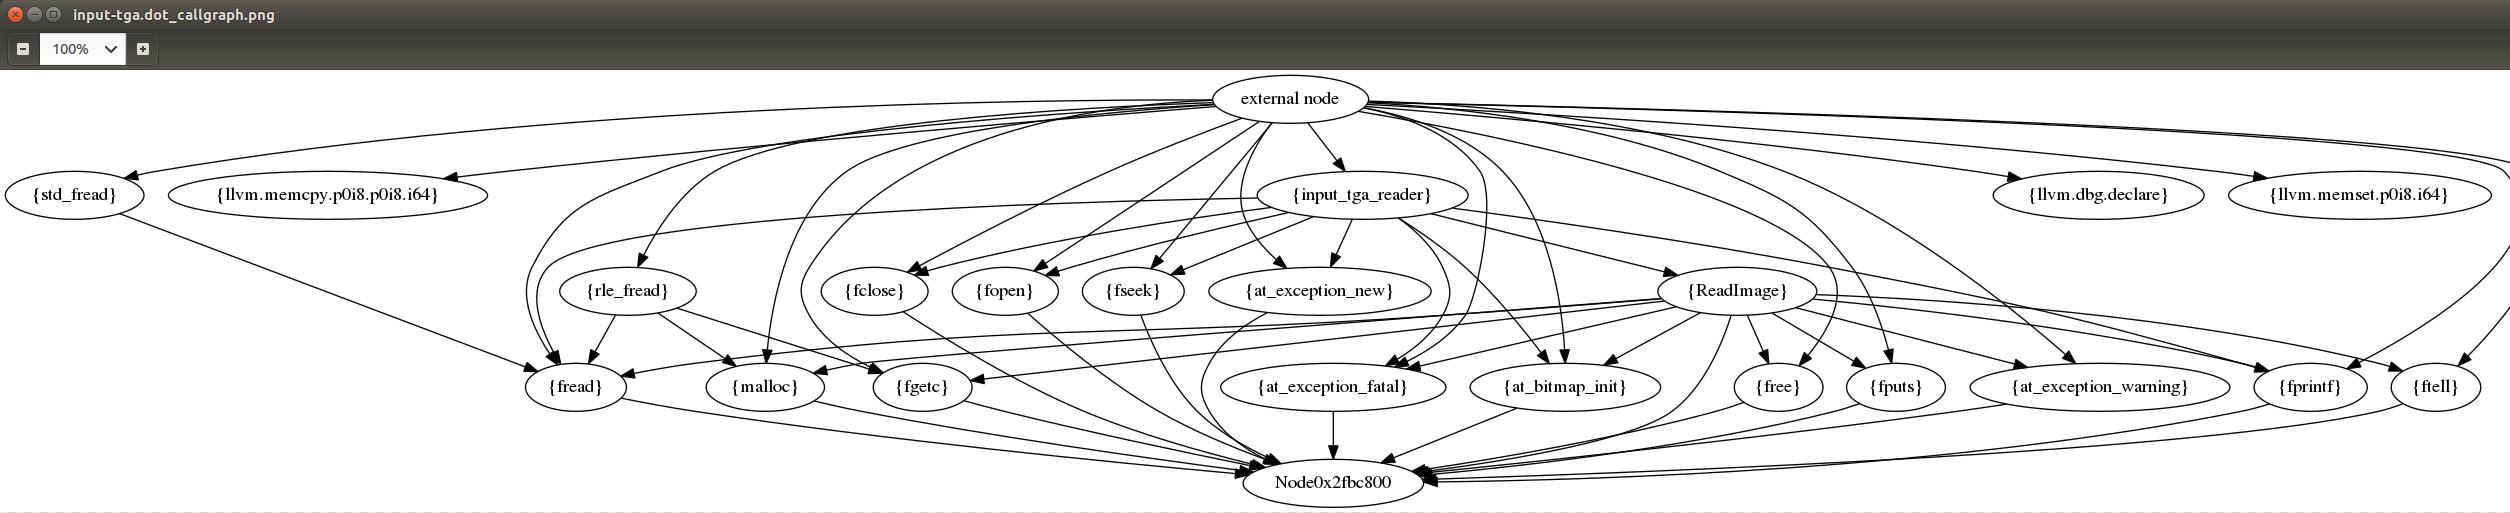 input-tga.dot_callgraph.png
100%
external node
{std_fread}
{llvm.memcpy.p0i8.p0i8.i64}
{input_tga_reader}
{llvm.dbg.declare}
{llvm.memset.p0i8.i64}
{rle_fread}
{fclose}
{fopen}
{fseek}
{at_exception_new}
{ReadImage}
{fread}
{malloc}
{fgetc}
{at_exception_fatal}
{at_bitmap_init}
{free}
{fputs}
{at_exception_warning}
{fprintf}
{ftell}
Node0x2fbc800